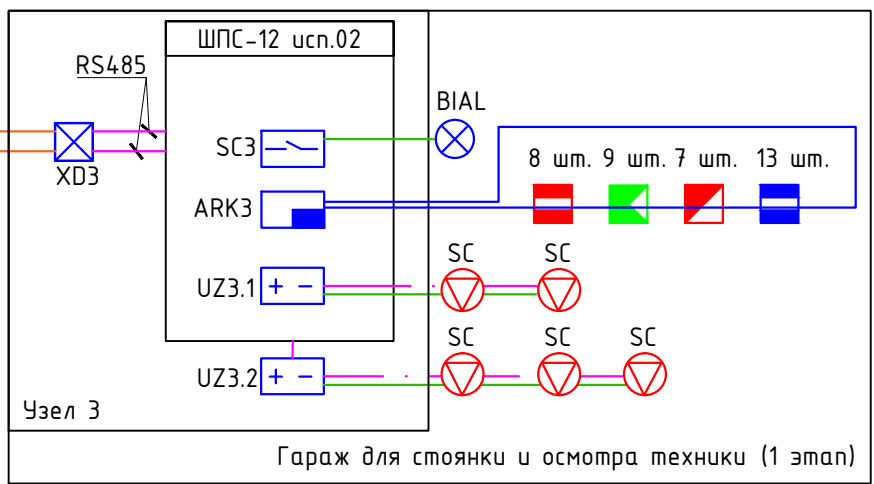 ШПС-12 исп.02
RS485
BIAL
SC3
8 шт. 9 шт. 7 шт. 13 шт.
XD3
ARK3
SC SC
UZ3.1 + -
SC SC SC
UZ3.2 + -
Узел 3
Гараж для стоянки и осмотра техники (1 этап)